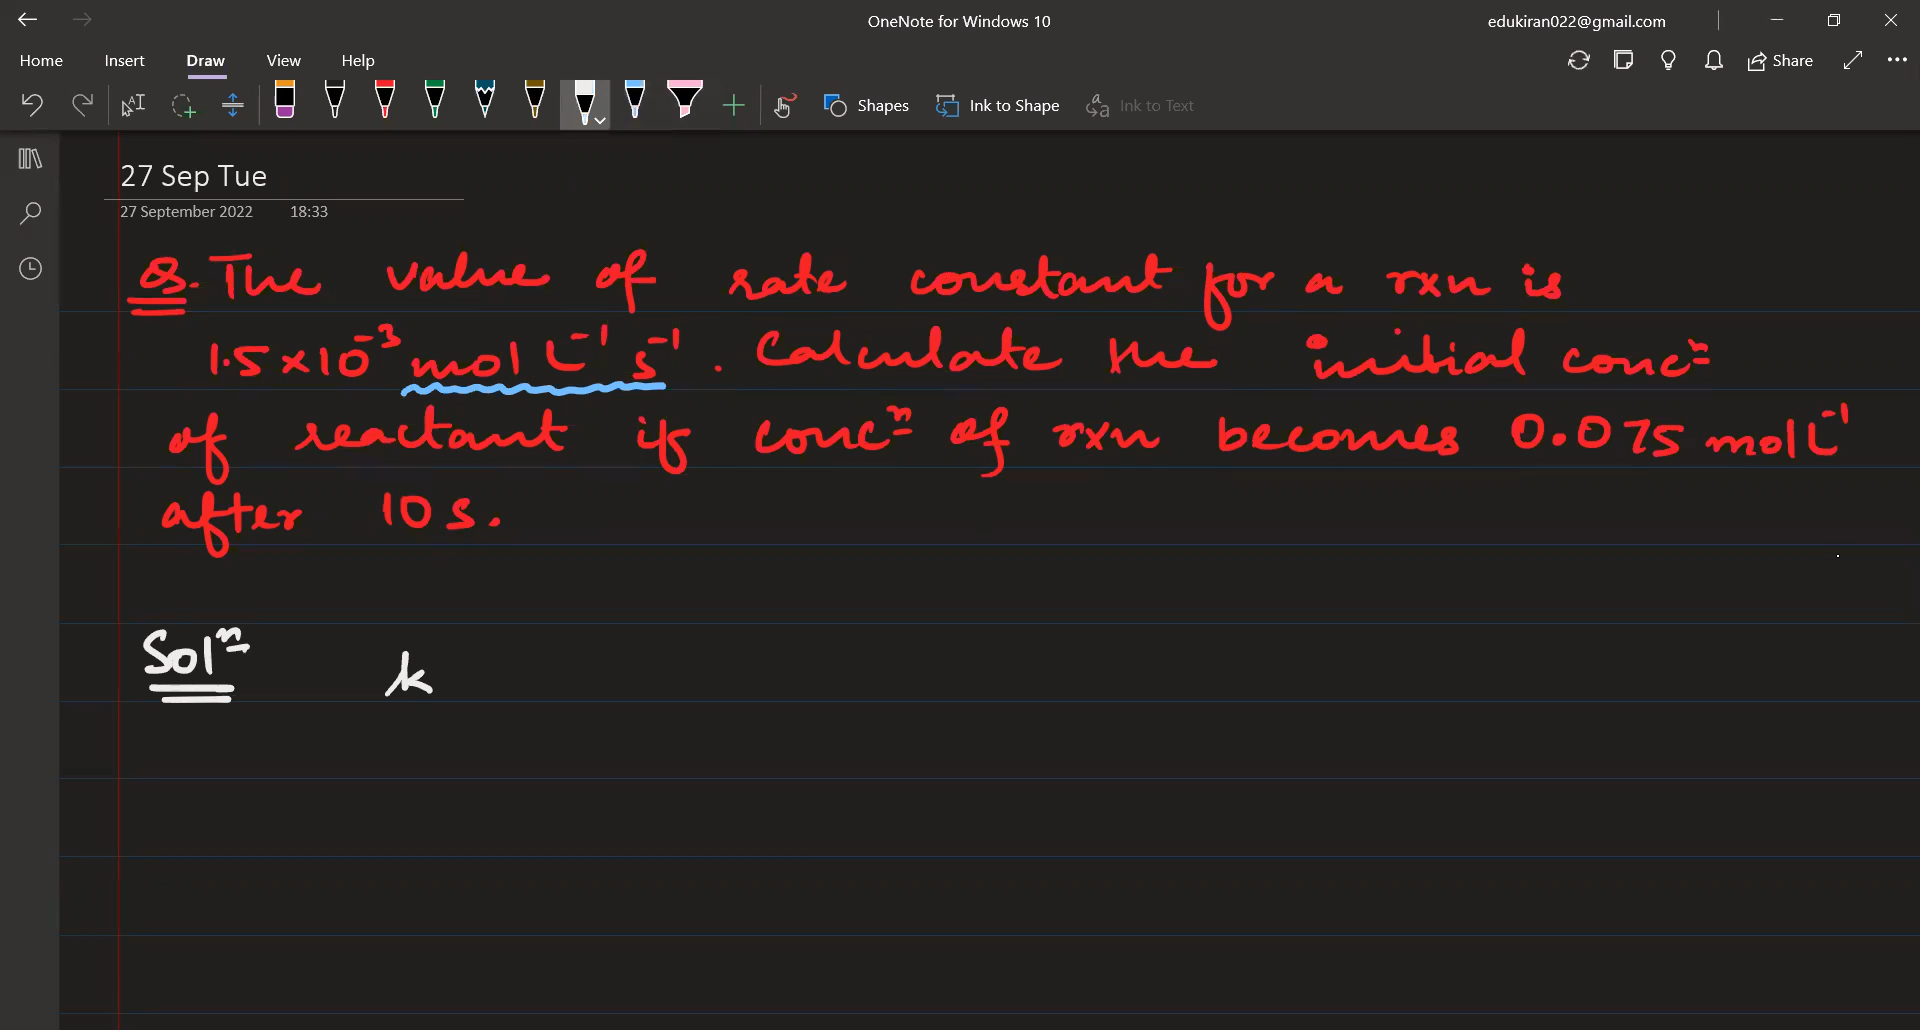 OneNote for Windows 10
edukiran022@gmail.com
Home Insert Draw View Help
Share
Shapes Ink to Shape Ink to Text
27 Sep Tue
27 September 2022 18:33
Q. The value of rate constant for a rxn is
1.5×10⁻³ mol L⁻¹ s⁻¹. Calculate the initial concⁿ
of reactant if concⁿ of rxn becomes 0.075 mol L⁻¹
after 10 s.
Solⁿ k